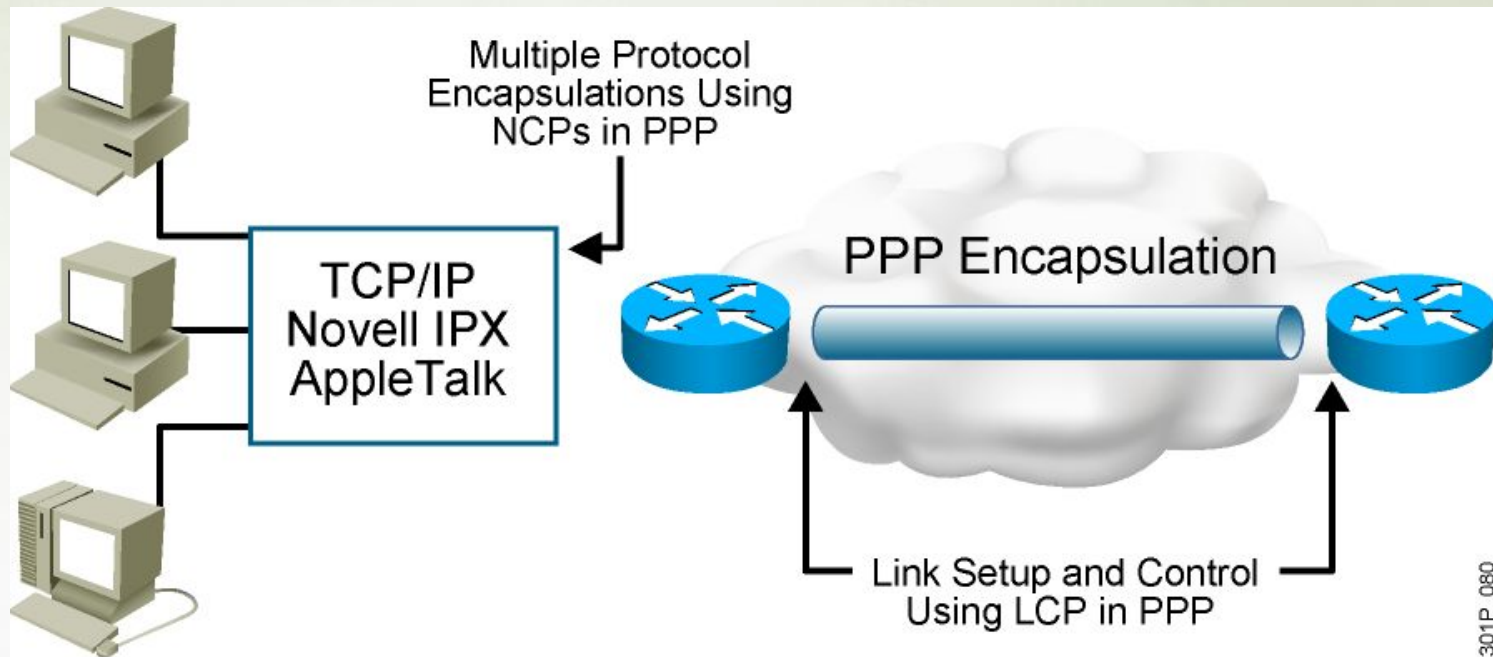 Multiple Protocol
Encapsulations Using
NCPs in PPP
TCP/IP
Novell IPX
AppleTalk
PPP Encapsulation
Link Setup and Control
Using LCP in PPP
301P_080